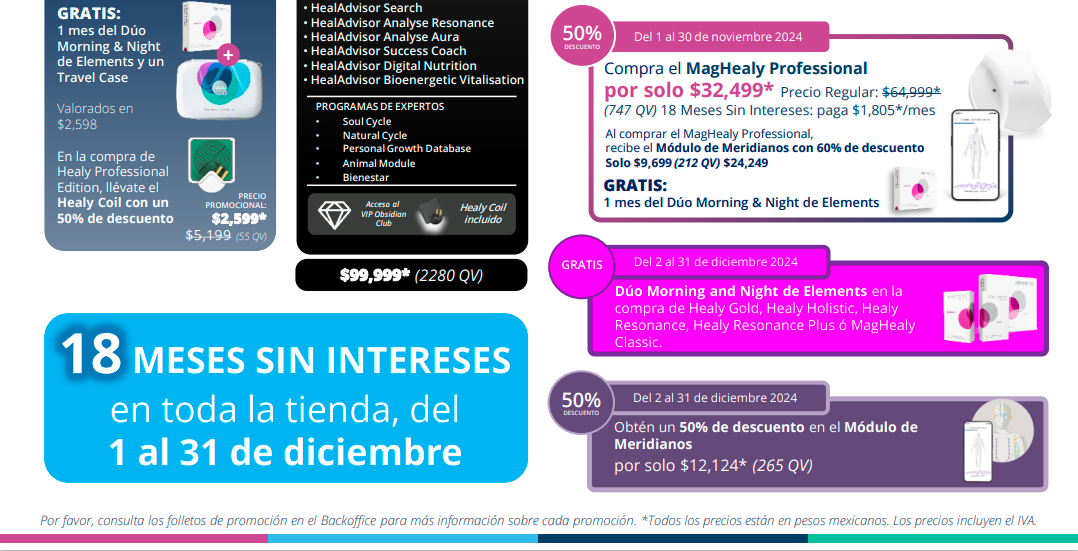 GRATIS:
1 mes del Dúo
Morning & Night
de Elements y un
Travel Case
Valorados en
$2,598
En la compra de
Healy Professional
Edition, llévate el
Healy Coil con un
50% de descuento
PRECIO
PROMOCIONAL:
$2,599*
$5,199 (55 QV)
• HealAdvisor Search
• HealAdvisor Analyse Resonance
• HealAdvisor Analyse Aura
• HealAdvisor Success Coach
• HealAdvisor Digital Nutrition
• HealAdvisor Bioenergetic Vitalisation
PROGRAMAS DE EXPERTOS
• Soul Cycle
• Natural Cycle
• Personal Growth Database
• Animal Module
• Bienestar
Acceso al
VIP Obsidian
Club
Healy Coil
incluido
$99,999* (2280 QV)
18 MESES SIN INTERESES
en toda la tienda, del
1 al 31 de diciembre
50%
DESCUENTO
Del 1 al 30 de noviembre 2024
Compra el MagHealy Professional
por solo $32,499* Precio Regular: $64,999*
(747 QV) 18 Meses Sin Intereses: paga $1,805*/mes
Al comprar el MagHealy Professional,
recibe el Módulo de Meridianos con 60% de descuento
Solo $9,699 (212 QV) $24,249
GRATIS:
1 mes del Dúo Morning & Night de Elements
GRATIS
Del 2 al 31 de diciembre 2024
Dúo Morning and Night de Elements en la
compra de Healy Gold, Healy Holistic, Healy
Resonance, Healy Resonance Plus ó MagHealy
Classic.
50%
DESCUENTO
Del 2 al 31 de diciembre 2024
Obtén un 50% de descuento en el Módulo de
Meridianos
por solo $12,124* (265 QV)
Por favor, consulta los folletos de promoción en el Backoffice para más información sobre cada promoción. *Todos los precios están en pesos mexicanos. Los precios incluyen el IVA.